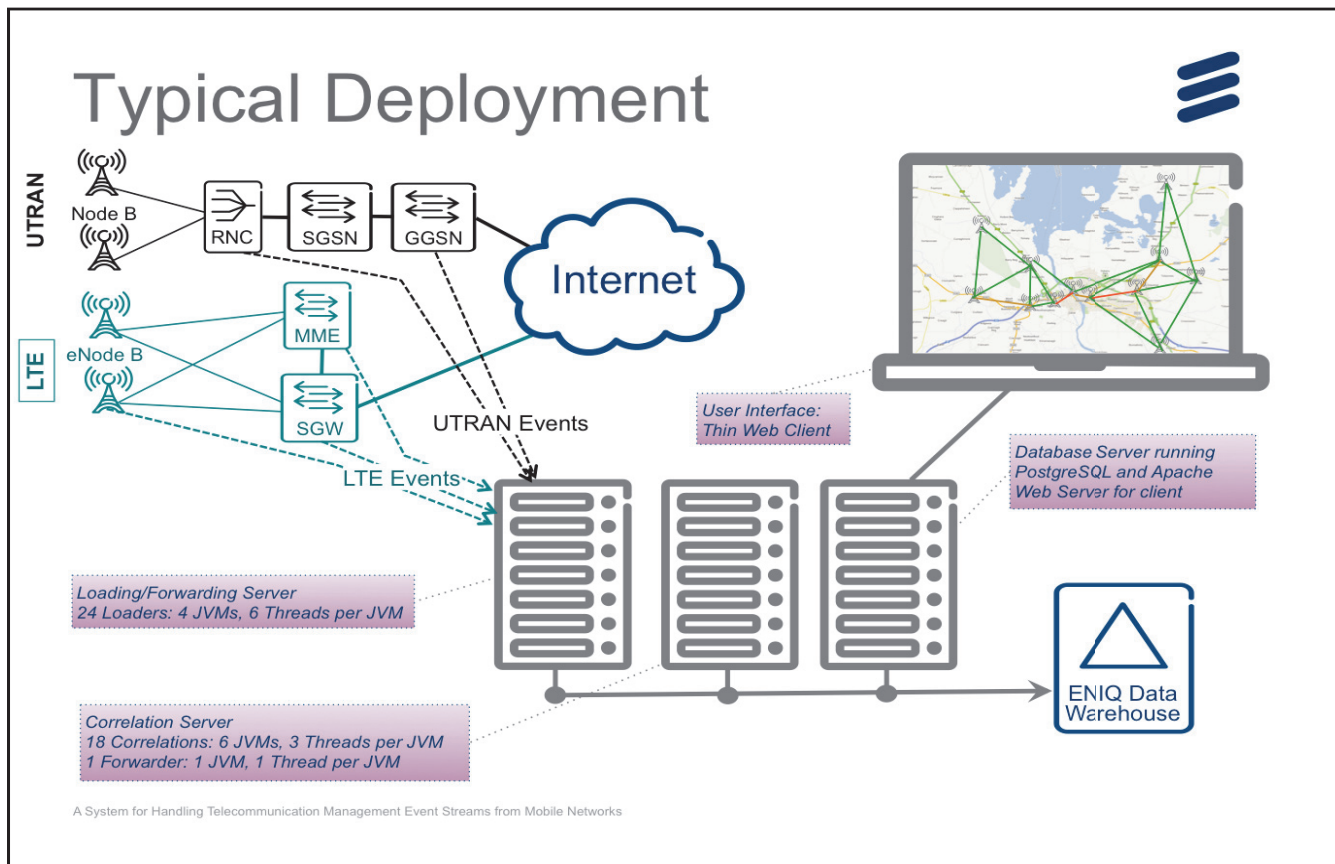 Typical Deployment
UTRAN
Node B
RNC
SGSN
GGSN
Internet
LTE
eNode B
MME
SGW
UTRAN Events
LTE Events
User Interface:
Thin Web Client
Database Server running
PostgreSQL and Apache
Web Server for client
Loading/Forwarding Server
24 Loaders: 4 JVMs, 6 Threads per JVM
Correlation Server
18 Correlations: 6 JVMs, 3 Threads per JVM
1 Forwarder: 1 JVM, 1 Thread per JVM
ENIQ Data
Warehouse
A System for Handling Telecommunication Management Event Streams from Mobile Networks